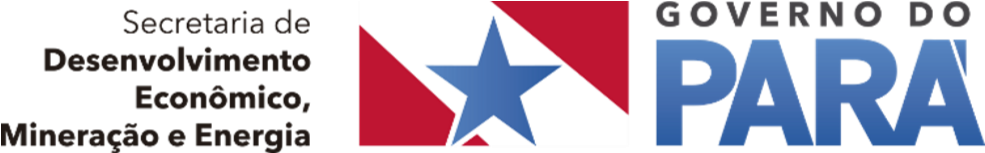 Secretaria de
Desenvolvimento
Econômico,
Mineração e Energia
GOVERNO DO
PARÁ